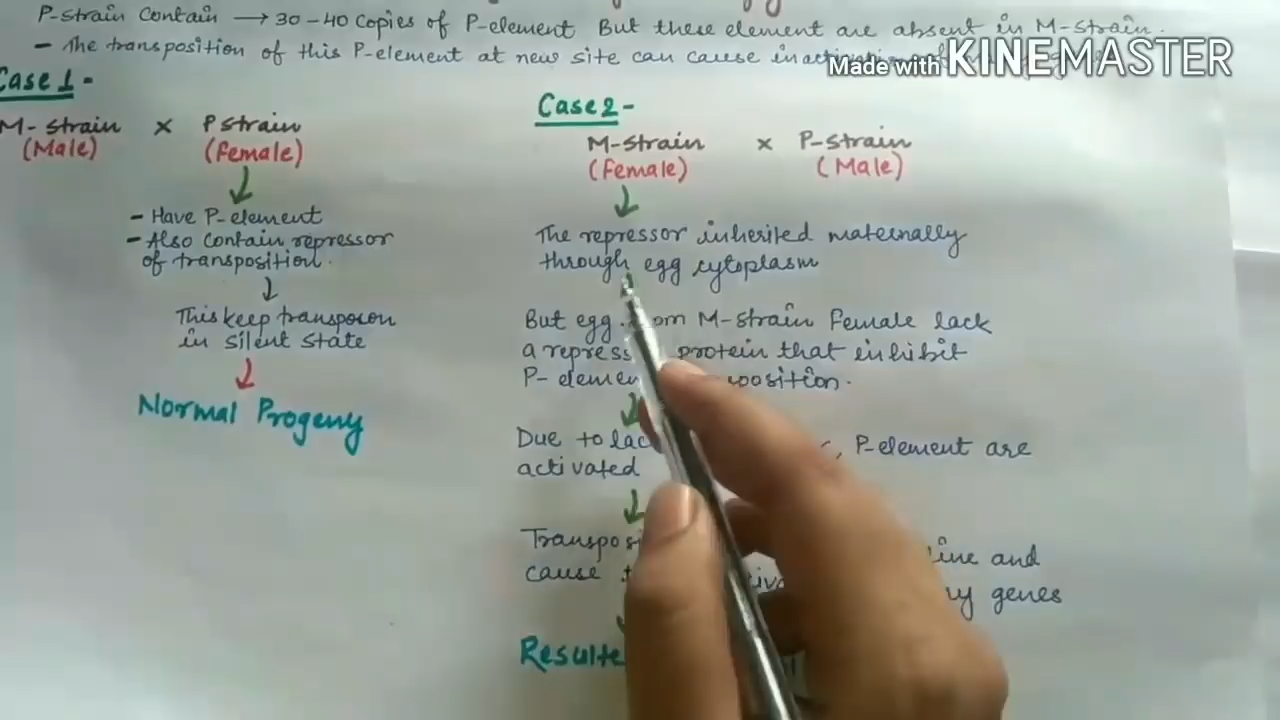 P-strain contain → 30-40 copies of P-element But these element are absent in M-strain.
- The transposition of this P-element at new site can cause
Made with KINEMASTER
Case 1 -
M-strain x P strain
(Male) (female)
- Have P-element
- Also contain repressor
of transposition.
This keep transposon
in silent state
Normal Progeny
Case 2 -
M-strain x P-strain
(female) (Male)
The repressor inherited maternally
through egg cytoplasm
But egg M-strain female lack
a protein that inhibit
P-
Due to , P-element are
activated
and
cause genes